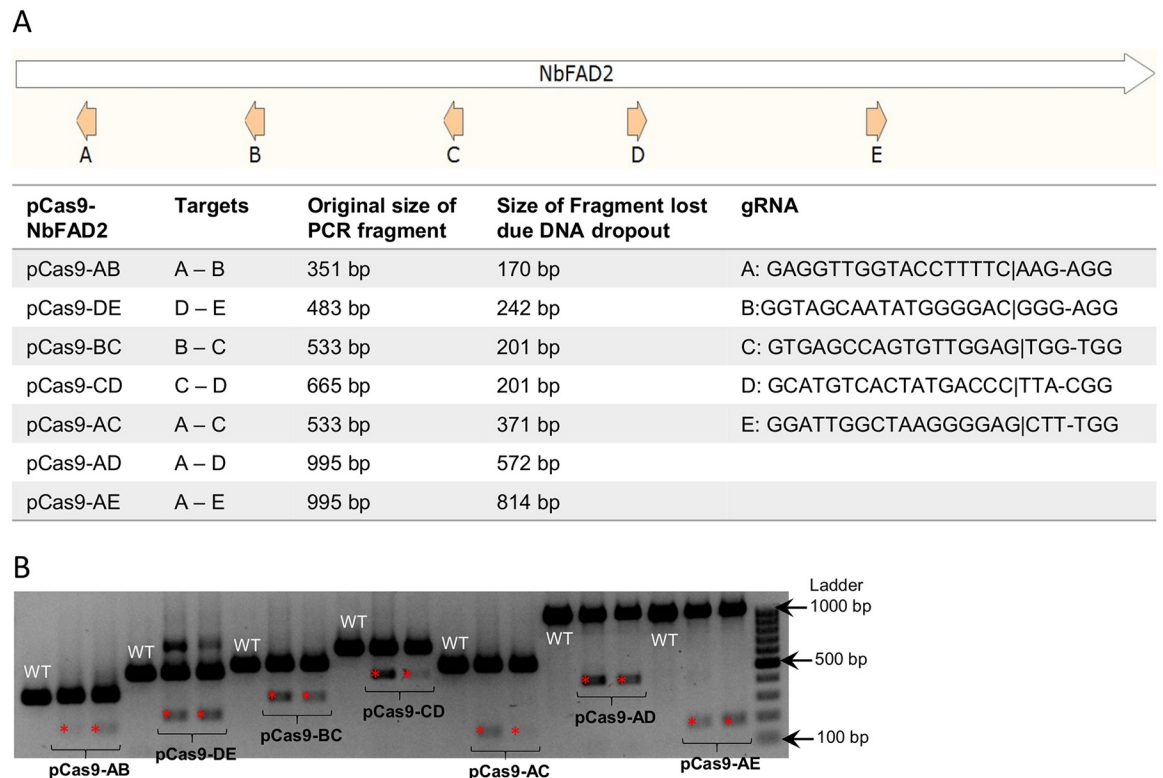 A
NbFAD2
A B C D E
pCas9-NbFAD2 Targets Original size of PCR fragment Size of Fragment lost due DNA dropout gRNA
pCas9-AB A – B 351 bp 170 bp A: GAGGTTGGTACCTTTTC|AAG-AGG
pCas9-DE D – E 483 bp 242 bp B:GGTAGCAATATGGGGAC|GGG-AGG
pCas9-BC B – C 533 bp 201 bp C: GTGAGCCAGTGTTGGAG|TGG-TGG
pCas9-CD C – D 665 bp 201 bp D: GCATGTCACTATGACCC|TTA-CGG
pCas9-AC A – C 533 bp 371 bp E: GGATTGGCTAAGGGGAG|CTT-TGG
pCas9-AD A – D 995 bp 572 bp
pCas9-AE A – E 995 bp 814 bp
B
Ladder
1000 bp
500 bp
100 bp
WT
WT
WT
WT
WT
WT
WT
pCas9-AB
pCas9-DE
pCas9-BC
pCas9-CD
pCas9-AC
pCas9-AD
pCas9-AE